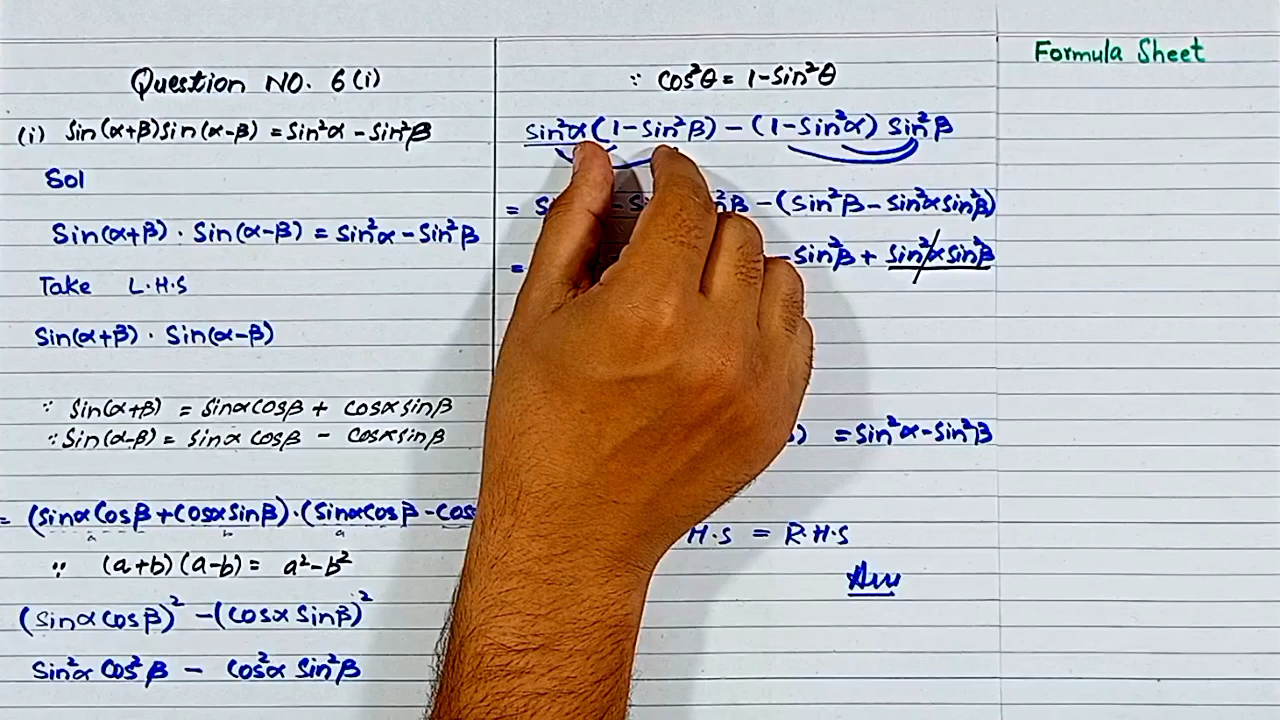 Question NO. 6(i)
(i) Sin(α+β)Sin(α-β) = Sin²α - Sin²β
Sol
Sin(α+β) · Sin(α-β) = Sin²α - Sin²β
Take L.H.S
Sin(α+β) · Sin(α-β)
∵ Sin(α+β) = Sinα Cosβ + Cosα Sinβ
∵ Sin(α-β) = Sinα Cosβ - Cosα Sinβ
= (Sinα Cosβ + Cosα Sinβ) · (Sinα Cosβ - Cos
a b a
∵ (a+b)(a-b) = a² - b²
(Sinα Cosβ)² - (Cosα Sinβ)²
Sin²α Cos²β - Cos²α Sin²β
∵ Cos²θ = 1 - Sin²θ
Sin²α(1 - Sin²β) - (1 - Sin²α) Sin²β
= - (Sin²β - Sin²α Sin²β)
= - Sin²β + Sin²α Sin²β
) = Sin²α - Sin²β
H.S = R.H.S
Ans
Formula Sheet